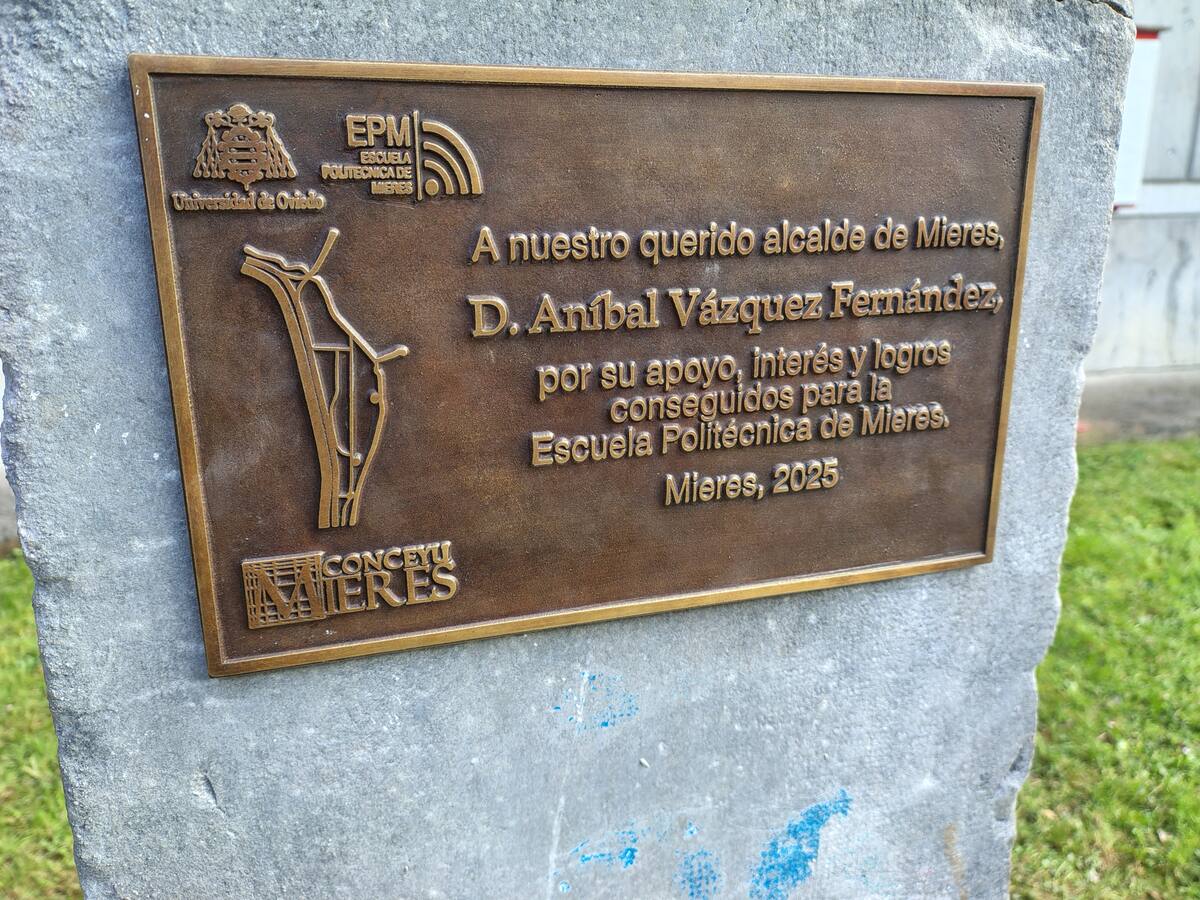 Universidad de Oviedo
EPM
ESCUELA
POLITECNICA DE
MIERES
A nuestro querido alcalde de Mieres,
D. Aníbal Vázquez Fernández,
por su apoyo, interés y logros
conseguidos para la
Escuela Politécnica de Mieres.
Mieres, 2025
CONCEYU
MIERES